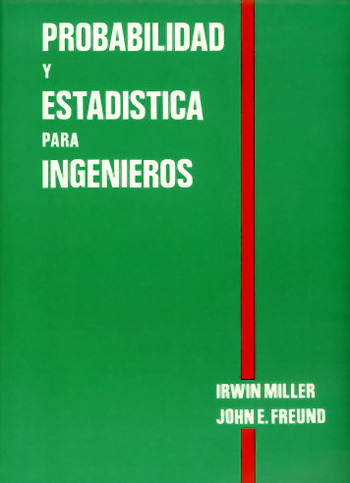 PROBABILIDAD
Y
ESTADISTICA
PARA
INGENIEROS
IRWIN MILLER
JOHN E. FREUND